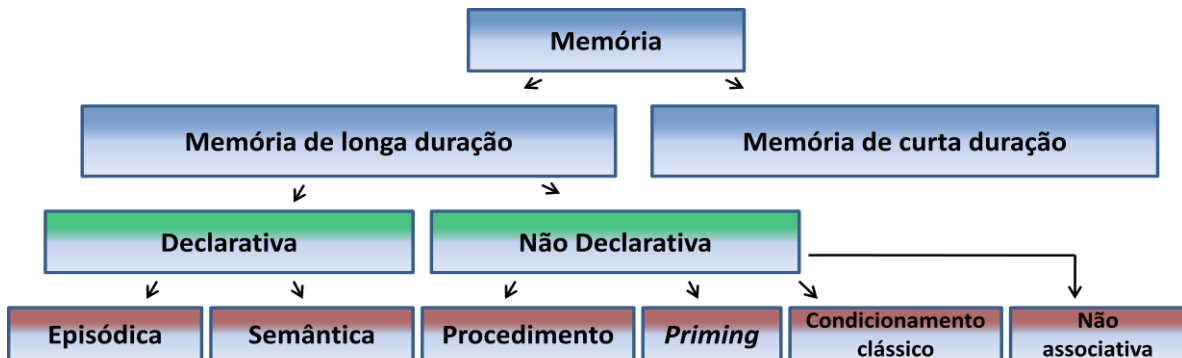 Memória
Memória de longa duração
Memória de curta duração
Declarativa
Não Declarativa
Episódica
Semântica
Procedimento
Priming
Condicionamento
clássico
Não
associativa